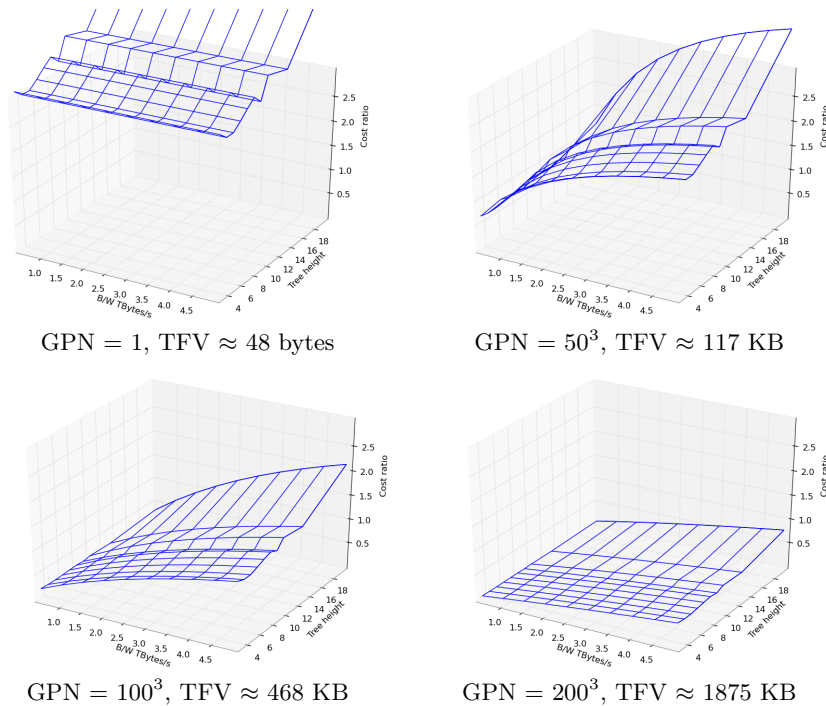 2.5
2.0
1.5
1.0
0.5
Cost ratio
1.0 1.5 2.0 2.5 3.0 3.5 4.0 4.5
B/W TBytes/s
4 6 8 10 12 14 16 18
Tree height
GPN = 1, TFV ≈ 48 bytes
2.5
2.0
1.5
1.0
0.5
Cost ratio
1.0 1.5 2.0 2.5 3.0 3.5 4.0 4.5
B/W TBytes/s
4 6 8 10 12 14 16 18
Tree height
GPN = 50³, TFV ≈ 117 KB
2.5
2.0
1.5
1.0
0.5
Cost ratio
1.0 1.5 2.0 2.5 3.0 3.5 4.0 4.5
B/W TBytes/s
4 6 8 10 12 14 16 18
Tree height
GPN = 100³, TFV ≈ 468 KB
2.5
2.0
1.5
1.0
0.5
Cost ratio
1.0 1.5 2.0 2.5 3.0 3.5 4.0 4.5
B/W TBytes/s
4 6 8 10 12 14 16 18
Tree height
GPN = 200³, TFV ≈ 1875 KB